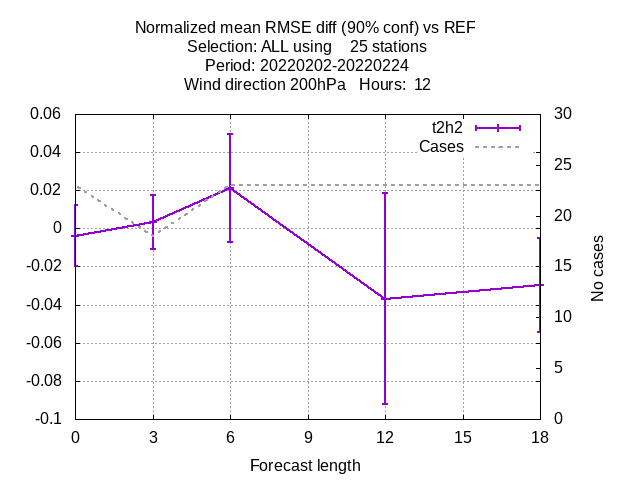 Normalized mean RMSE diff (90% conf) vs REF
Selection: ALL using    25 stations
Period: 20220202-20220224
Wind direction 200hPa   Hours:  12
0.06
0.04
0.02
0
-0.02
-0.04
-0.06
-0.08
-0.1
t2h2
Cases
30
25
20
15
10
5
0
No cases
0 3 6 9 12 15 18
Forecast length